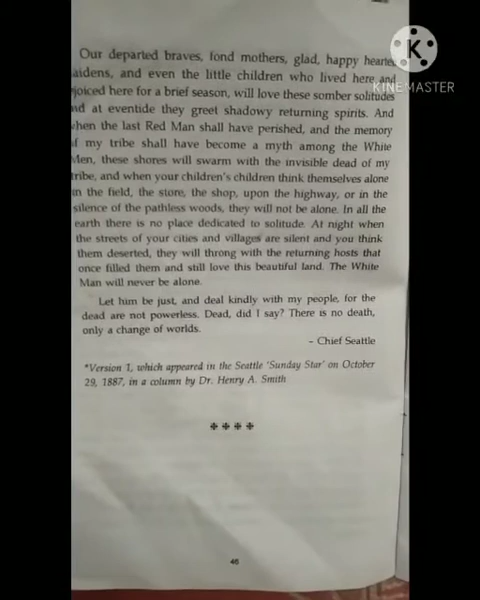 K
KINEMASTER
Our departed braves, fond mothers, glad, happy hearted
aidens, and even the little children who lived here and
joiced here for a brief season, will love these somber solitudes
nd at eventide they greet shadowy returning spirits. And
hen the last Red Man shall have perished, and the memory
f my tribe shall have become a myth among the White
Men, these shores will swarm with the invisible dead of my
tribe, and when your children's children think themselves alone
in the field, the store, the shop, upon the highway, or in the
silence of the pathless woods, they will not be alone. In all the
earth there is no place dedicated to solitude. At night when
the streets of your cities and villages are silent and you think
them deserted, they will throng with the returning hosts that
once filled them and still love this beautiful land. The White
Man will never be alone.
Let him be just, and deal kindly with my people, for the
dead are not powerless. Dead, did I say? There is no death,
only a change of worlds.
– Chief Seattle
*Version 1, which appeared in the Seattle 'Sunday Star' on October
29, 1887, in a column by Dr. Henry A. Smith
46